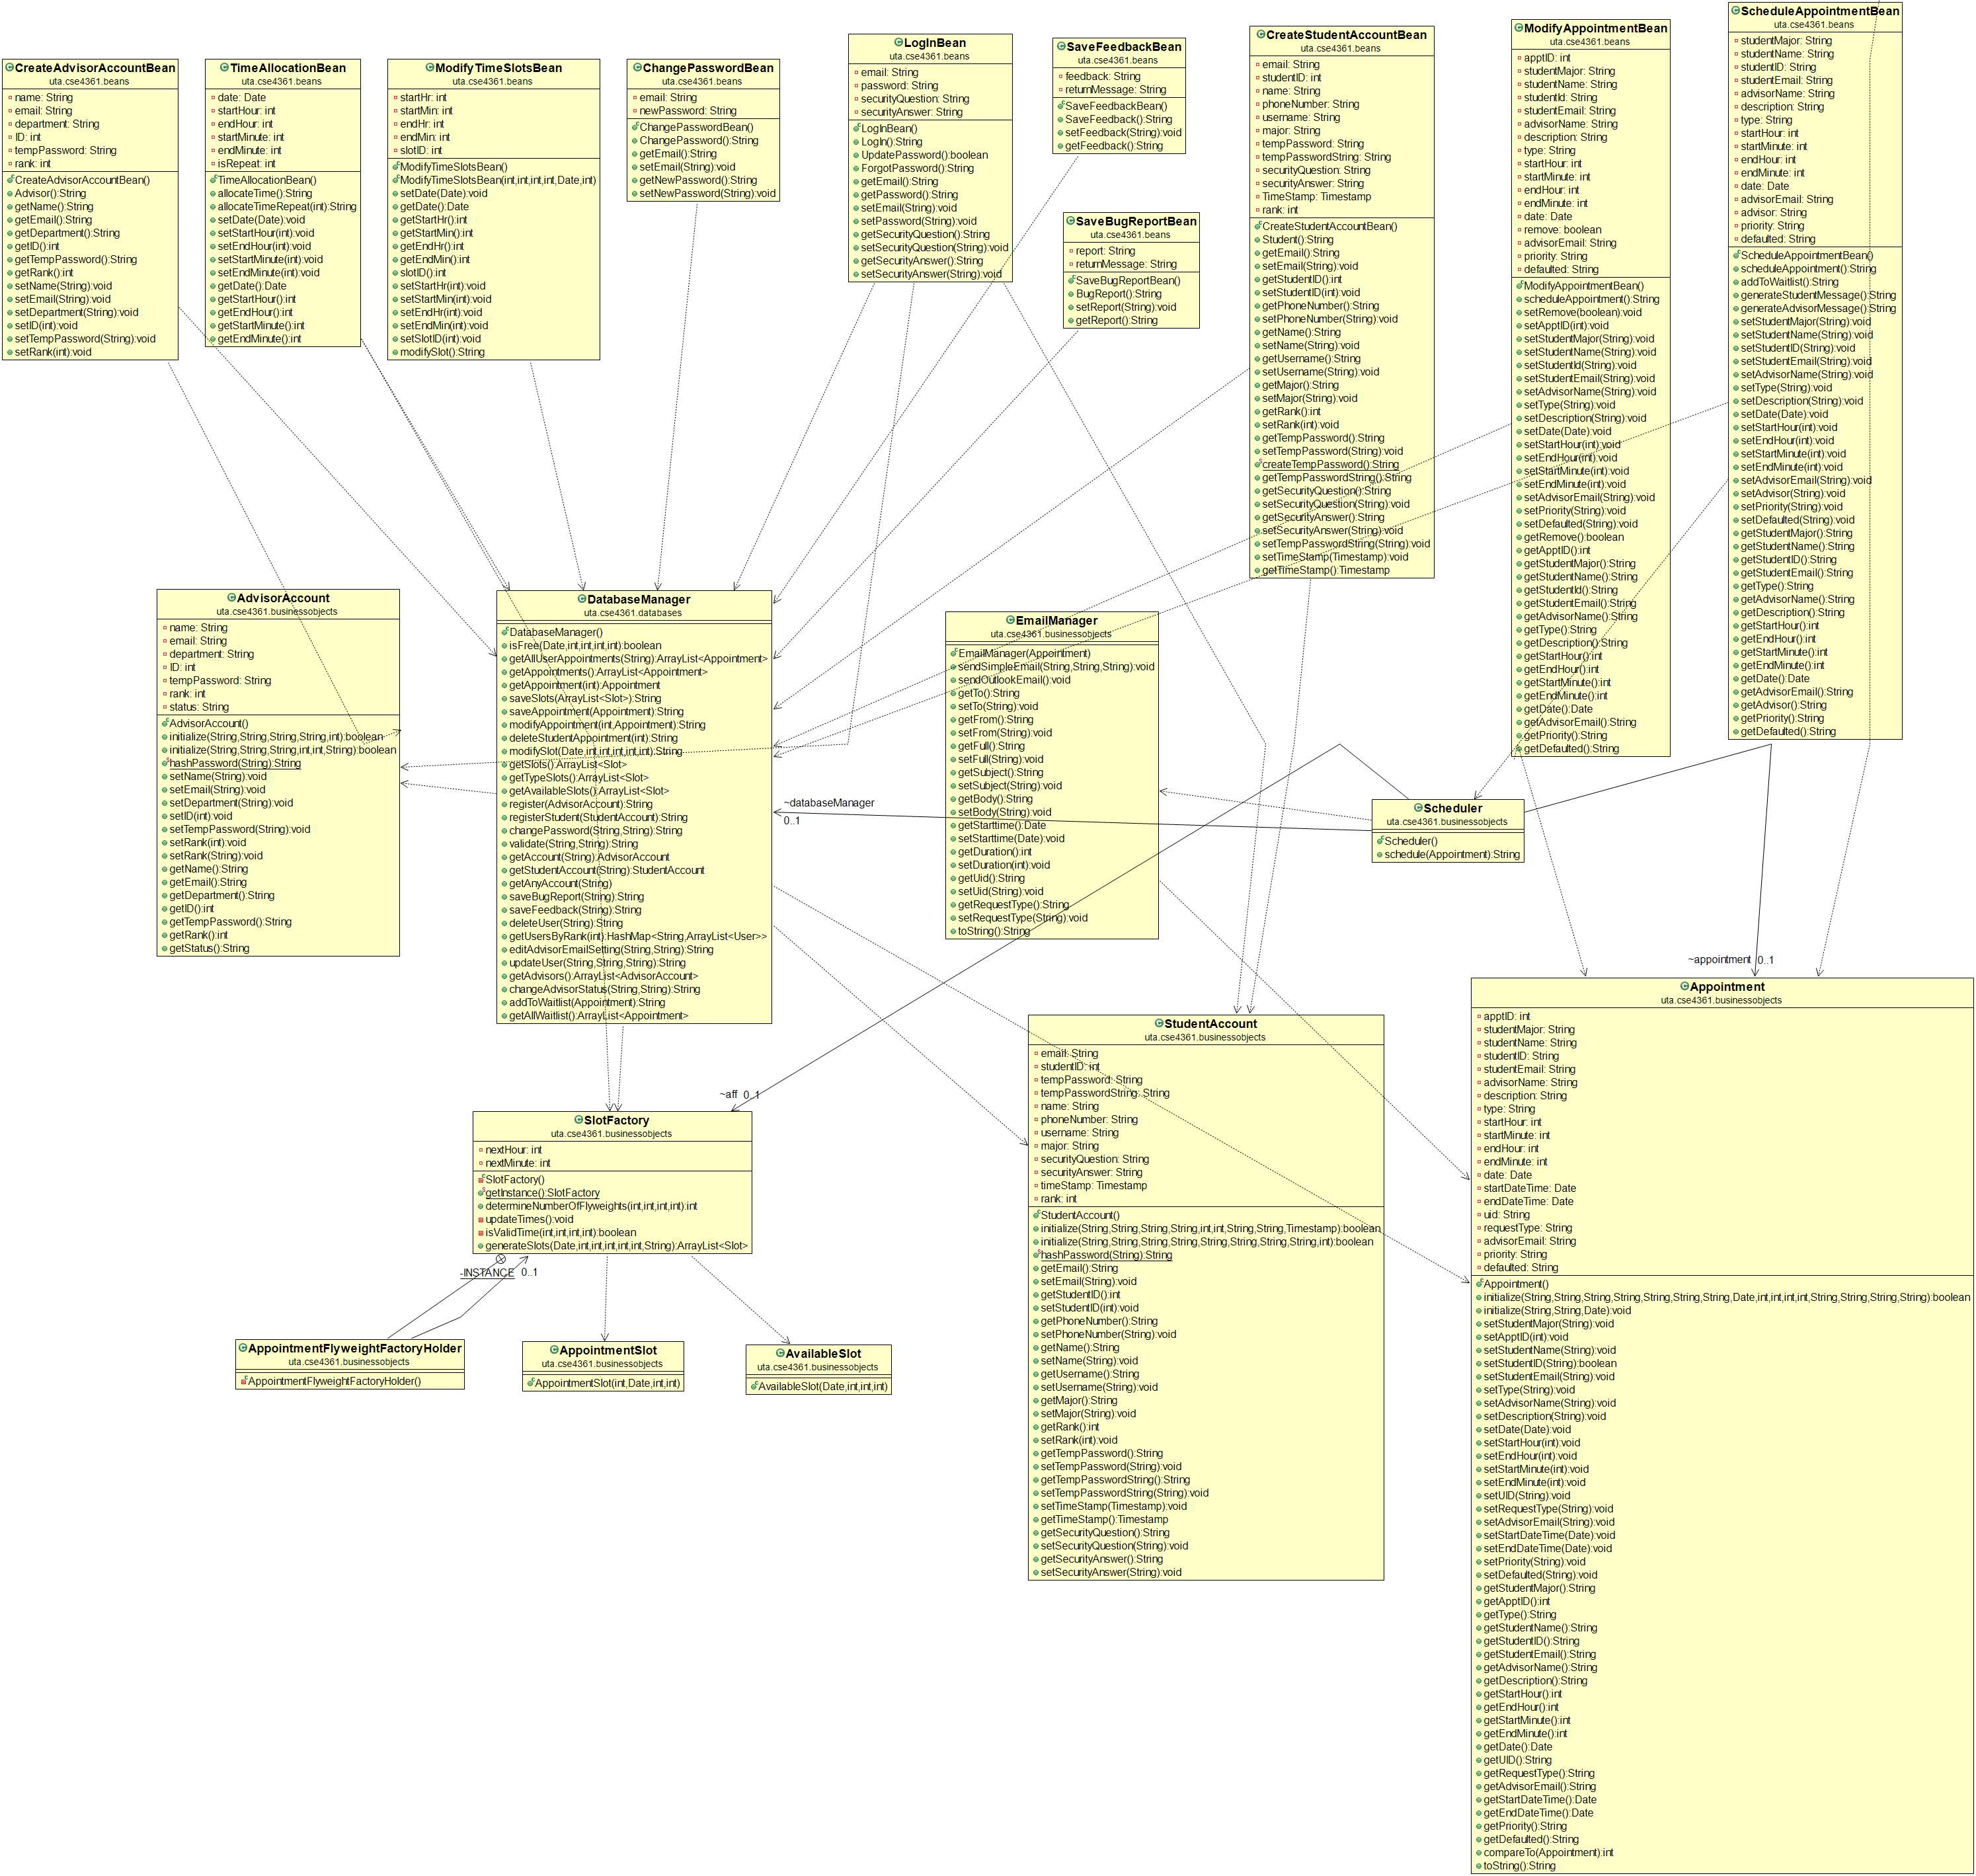 CreateAdvisorAccountBean
uta.cse4361.beans
name: String
email: String
department: String
ID: int
tempPassword: String
rank: int
CreateAdvisorAccountBean()
Advisor():String
getName():String
getEmail():String
getDepartment():String
getID():int
getTempPassword():String
getRank():int
setName(String):void
setEmail(String):void
setDepartment(String):void
setID(int):void
setTempPassword(String):void
setRank(int):void
TimeAllocationBean
uta.cse4361.beans
date: Date
startHour: int
endHour: int
startMinute: int
endMinute: int
isRepeat: int
TimeAllocationBean()
allocateTime():String
allocateTimeRepeat(int):String
setDate(Date):void
setStartHour(int):void
setEndHour(int):void
setStartMinute(int):void
setEndMinute(int):void
getDate():Date
getStartHour():int
getEndHour():int
getStartMinute():int
getEndMinute():int
ModifyTimeSlotsBean
uta.cse4361.beans
startHr: int
startMin: int
endHr: int
endMin: int
slotID: int
ModifyTimeSlotsBean()
ModifyTimeSlotsBean(int,int,int,int,Date,int)
setDate(Date):void
getDate():Date
getStartHr():int
getStartMin():int
getEndHr():int
getEndMin():int
slotID():int
setStartHr(int):void
setStartMin(int):void
setEndHr(int):void
setEndMin(int):void
setSlotID(int):void
modifySlot():String
ChangePasswordBean
uta.cse4361.beans
email: String
newPassword: String
ChangePasswordBean()
ChangePassword():String
getEmail():String
setEmail(String):void
getNewPassword():String
setNewPassword(String):void
LogInBean
uta.cse4361.beans
email: String
password: String
securityQuestion: String
securityAnswer: String
LogInBean()
LogIn():String
UpdatePassword():boolean
ForgotPassword():String
getEmail():String
getPassword():String
setEmail(String):void
setPassword(String):void
getSecurityQuestion():String
setSecurityQuestion(String):void
getSecurityAnswer():String
setSecurityAnswer(String):void
SaveFeedbackBean
uta.cse4361.beans
feedback: String
returnMessage: String
SaveFeedbackBean()
SaveFeedback():String
setFeedback(String):void
getFeedback():String
SaveBugReportBean
uta.cse4361.beans
report: String
returnMessage: String
SaveBugReportBean()
BugReport():String
setReport(String):void
getReport():String
CreateStudentAccountBean
uta.cse4361.beans
email: String
studentID: int
name: String
phoneNumber: String
username: String
major: String
tempPassword: String
tempPasswordString: String
securityQuestion: String
securityAnswer: String
TimeStamp: Timestamp
rank: int
CreateStudentAccountBean()
Student():String
getEmail():String
setEmail(String):void
getStudentID():int
setStudentID(int):void
getPhoneNumber():String
setPhoneNumber(String):void
getName():String
setName(String):void
getUsername():String
setUsername(String):void
getMajor():String
setMajor(String):void
getRank():int
setRank(int):void
getTempPassword():String
setTempPassword(String):void
createTempPassword():String
getTempPasswordString():String
getSecurityQuestion():String
setSecurityQuestion(String):void
getSecurityAnswer():String
setSecurityAnswer(String):void
setTempPasswordString(String):void
setTimeStamp(Timestamp):void
getTimeStamp():Timestamp
ModifyAppointmentBean
uta.cse4361.beans
apptID: int
studentMajor: String
studentName: String
studentId: String
studentEmail: String
advisorName: String
description: String
type: String
startHour: int
startMinute: int
endHour: int
endMinute: int
date: Date
remove: boolean
advisorEmail: String
priority: String
defaulted: String
ModifyAppointmentBean()
scheduleAppointment():String
setRemove(boolean):void
setApptID(int):void
setStudentMajor(String):void
setStudentName(String):void
setStudentId(String):void
setStudentEmail(String):void
setAdvisorName(String):void
setType(String):void
setDescription(String):void
setDate(Date):void
setStartHour(int):void
setEndHour(int):void
setStartMinute(int):void
setEndMinute(int):void
setAdvisorEmail(String):void
setPriority(String):void
setDefaulted(String):void
getRemove():boolean
getApptID():int
getStudentMajor():String
getStudentName():String
getStudentId():String
getStudentEmail():String
getAdvisorName():String
getType():String
getDescription():String
getStartHour():int
getEndHour():int
getStartMinute():int
getEndMinute():int
getDate():Date
getAdvisorEmail():String
getPriority():String
getDefaulted():String
ScheduleAppointmentBean
uta.cse4361.beans
studentMajor: String
studentName: String
studentID: String
studentEmail: String
advisorName: String
description: String
type: String
startHour: int
startMinute: int
endHour: int
endMinute: int
date: Date
advisorEmail: String
advisor: String
priority: String
defaulted: String
ScheduleAppointmentBean()
scheduleAppointment():String
addToWaitlist():String
generateStudentMessage():String
generateAdvisorMessage():String
setStudentMajor(String):void
setStudentName(String):void
setStudentID(String):void
setStudentEmail(String):void
setAdvisorName(String):void
setType(String):void
setDescription(String):void
setDate(Date):void
setStartHour(int):void
setEndHour(int):void
setStartMinute(int):void
setEndMinute(int):void
setAdvisorEmail(String):void
setAdvisor(String):void
setPriority(String):void
setDefaulted(String):void
getStudentMajor():String
getStudentName():String
getStudentID():String
getStudentEmail():String
getType():String
getAdvisorName():String
getDescription():String
getStartHour():int
getEndHour():int
getStartMinute():int
getEndMinute():int
getDate():Date
getAdvisorEmail():String
getAdvisor():String
getPriority():String
getDefaulted():String
AdvisorAccount
uta.cse4361.businessobjects
name: String
email: String
department: String
ID: int
tempPassword: String
rank: int
status: String
AdvisorAccount()
initialize(String,String,String,String,int):boolean
initialize(String,String,String,int,int,String):boolean
hashPassword(String):String
setName(String):void
setEmail(String):void
setDepartment(String):void
setID(int):void
setTempPassword(String):void
setRank(int):void
setRank(String):void
getName():String
getEmail():String
getDepartment():String
getID():int
getTempPassword():String
getRank():int
getStatus():String
DatabaseManager
uta.cse4361.databases
DatabaseManager()
isFree(Date,int,int,int,int):boolean
getAllUserAppointments(String):ArrayList<Appointment>
getAppointments():ArrayList<Appointment>
getAppointment(int):Appointment
saveSlots(ArrayList<Slot>):String
saveAppointment(Appointment):String
modifyAppointment(int,Appointment):String
deleteStudentAppointment(int):String
modifySlot(Date,int,int,int,int,int):String
getSlots():ArrayList<Slot>
getTypeSlots():ArrayList<Slot>
getAvailableSlots():ArrayList<Slot>
register(AdvisorAccount):String
registerStudent(StudentAccount):String
changePassword(String,String):String
validate(String,String):String
getAccount(String):AdvisorAccount
getStudentAccount(String):StudentAccount
getAnyAccount(String)
saveBugReport(String):String
saveFeedback(String):String
deleteUser(String):String
getUsersByRank(int):HashMap<String,ArrayList<User>>
editAdvisorEmailSetting(String,String):String
updateUser(String,String,String):String
getAdvisors():ArrayList<AdvisorAccount>
changeAdvisorStatus(String,String):String
addToWaitlist(Appointment):String
getAllWaitlist():ArrayList<Appointment>
EmailManager
uta.cse4361.businessobjects
EmailManager(Appointment)
sendSimpleEmail(String,String,String):void
sendOutlookEmail():void
getTo():String
setTo(String):void
getFrom():String
setFrom(String):void
getFull():String
setFull(String):void
getSubject():String
setSubject(String):void
getBody():String
setBody(String):void
getStarttime():Date
setStarttime(Date):void
getDuration():int
setDuration(int):void
getUid():String
setUid(String):void
getRequestType():String
setRequestType(String):void
toString():String
~databaseManager
0..1
Scheduler
uta.cse4361.businessobjects
Scheduler()
schedule(Appointment):String
~appointment 0..1
~aff 0..1
SlotFactory
uta.cse4361.businessobjects
nextHour: int
nextMinute: int
SlotFactory()
getInstance():SlotFactory
determineNumberOfFlyweights(int,int,int,int):int
updateTimes():void
isValidTime(int,int,int,int):boolean
generateSlots(Date,int,int,int,int,int,String):ArrayList<Slot>
-INSTANCE 0..1
AppointmentFlyweightFactoryHolder
uta.cse4361.businessobjects
AppointmentFlyweightFactoryHolder()
AppointmentSlot
uta.cse4361.businessobjects
AppointmentSlot(int,Date,int,int)
AvailableSlot
uta.cse4361.businessobjects
AvailableSlot(Date,int,int,int)
StudentAccount
uta.cse4361.businessobjects
email: String
studentID: int
tempPassword: String
tempPasswordString: String
name: String
phoneNumber: String
username: String
major: String
securityQuestion: String
securityAnswer: String
timeStamp: Timestamp
rank: int
StudentAccount()
initialize(String,String,String,String,int,int,String,String,Timestamp):boolean
initialize(String,String,String,String,String,String,String,String,int):boolean
hashPassword(String):String
getEmail():String
setEmail(String):void
getStudentID():int
setStudentID(int):void
getPhoneNumber():String
setPhoneNumber(String):void
getName():String
setName(String):void
getUsername():String
setUsername(String):void
getMajor():String
setMajor(String):void
getRank():int
setRank(int):void
getTempPassword():String
setTempPassword(String):void
getTempPasswordString():String
setTempPasswordString(String):void
setTimeStamp(Timestamp):void
getTimeStamp():Timestamp
getSecurityQuestion():String
setSecurityQuestion(String):void
getSecurityAnswer():String
setSecurityAnswer(String):void
Appointment
uta.cse4361.businessobjects
apptID: int
studentMajor: String
studentName: String
studentID: String
studentEmail: String
advisorName: String
description: String
type: String
startHour: int
startMinute: int
endHour: int
endMinute: int
date: Date
startDateTime: Date
endDateTime: Date
uid: String
requestType: String
advisorEmail: String
priority: String
defaulted: String
Appointment()
initialize(String,String,String,String,String,String,String,Date,int,int,int,int,String,String,String,String):boolean
initialize(String,String,Date):void
setStudentMajor(String):void
setApptID(int):void
setStudentName(String):void
setStudentID(String):boolean
setStudentEmail(String):void
setType(String):void
setAdvisorName(String):void
setDescription(String):void
setDate(Date):void
setStartHour(int):void
setEndHour(int):void
setStartMinute(int):void
setEndMinute(int):void
setUID(String):void
setRequestType(String):void
setAdvisorEmail(String):void
setStartDateTime(Date):void
setEndDateTime(Date):void
setPriority(String):void
setDefaulted(String):void
getStudentMajor():String
getApptID():int
getType():String
getStudentName():String
getStudentID():String
getStudentEmail():String
getAdvisorName():String
getDescription():String
getStartHour():int
getEndHour():int
getStartMinute():int
getEndMinute():int
getDate():Date
getUID():String
getRequestType():String
getAdvisorEmail():String
getStartDateTime():Date
getEndDateTime():Date
getPriority():String
getDefaulted():String
compareTo(Appointment):int
toString():String